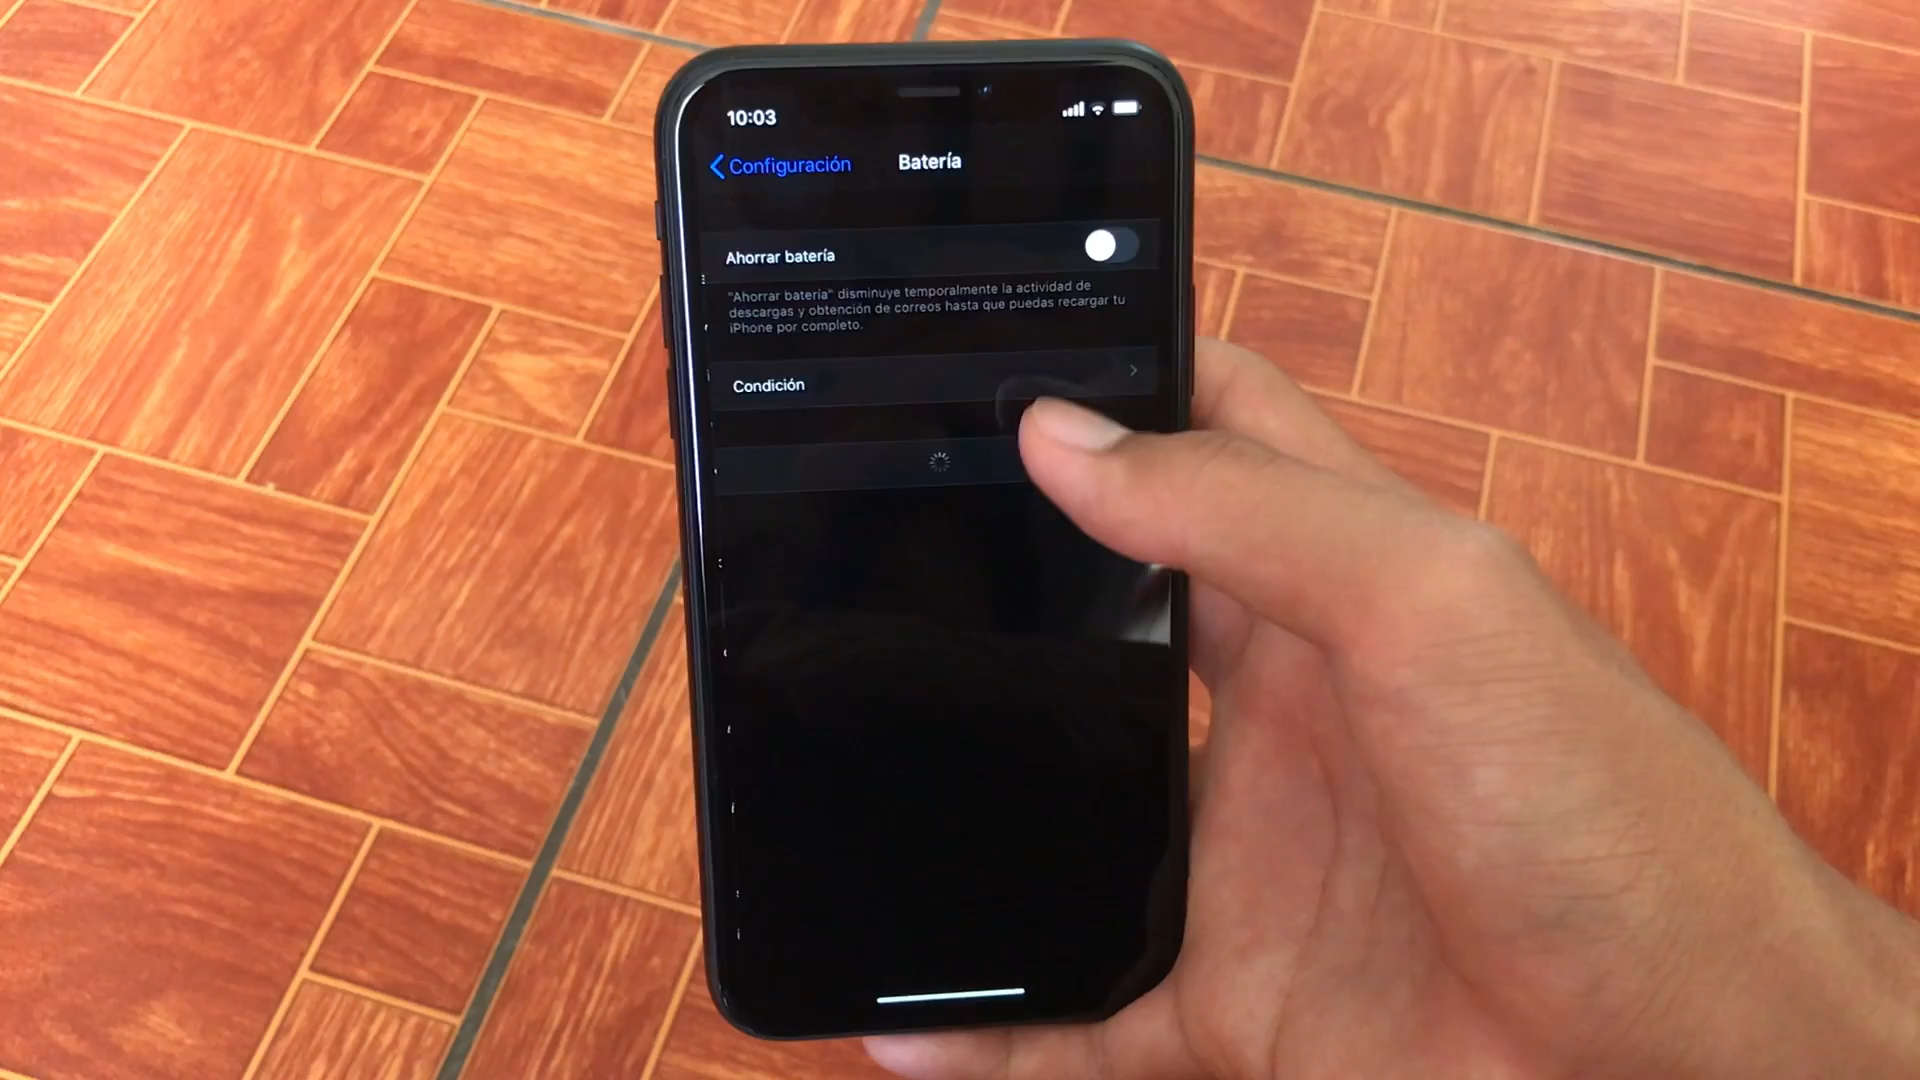 10:03
Configuración
Batería
Ahorrar batería
"Ahorrar batería" disminuye temporalmente la actividad de
descargas y obtención de correos hasta que puedas recargar tu
iPhone por completo.
Condición